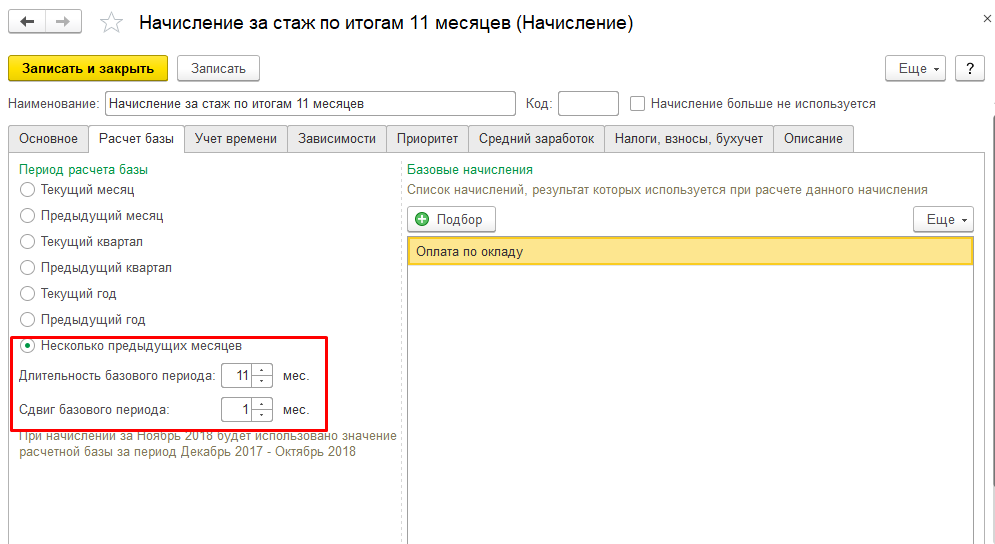 Начисление за стаж по итогам 11 месяцев (Начисление)
Записать и закрыть
Записать
Еще
?
Наименование: Начисление за стаж по итогам 11 месяцев Код: Начисление больше не используется
Основное Расчет базы Учет времени Зависимости Приоритет Средний заработок Налоги, взносы, бухучет Описание
Период расчета базы
Текущий месяц
Предыдущий месяц
Текущий квартал
Предыдущий квартал
Текущий год
Предыдущий год
Несколько предыдущих месяцев
Длительность базового периода: 11 мес.
Сдвиг базового периода: 1 мес.
При начислении за Ноябрь 2018 будет использовано значение
расчетной базы за период Декабрь 2017 - Октябрь 2018
Базовые начисления
Список начислений, результат которых используется при расчете данного начисления
Подбор
Еще
Оплата по окладу